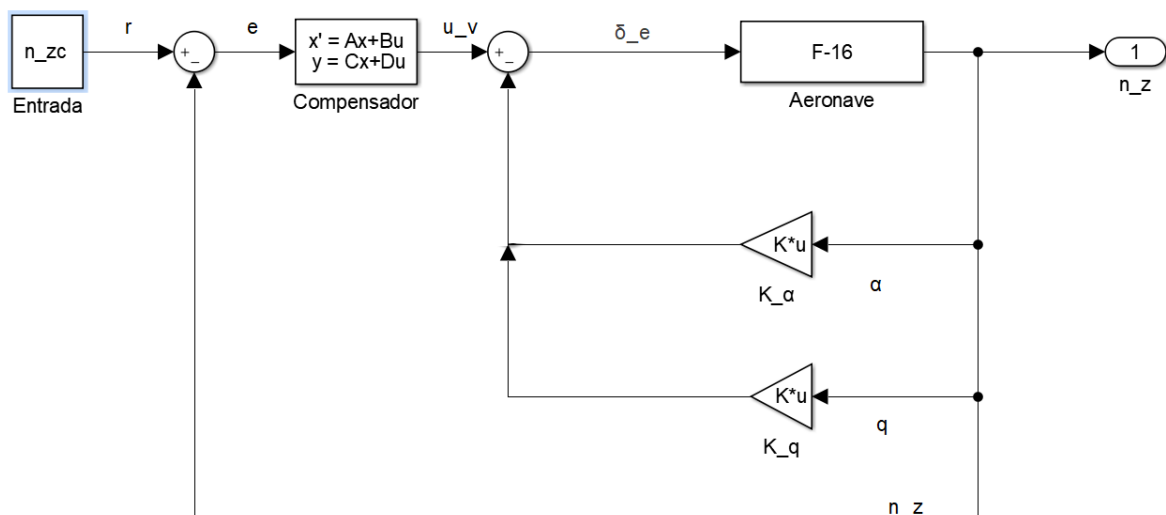 r
e
u_v
δ_e
n_zc
+
−
x' = Ax+Bu
y = Cx+Du
+
−
F-16
1
Entrada
Compensador
Aeronave
n_z
K*u
K_α
α
K*u
K_q
q
n_z